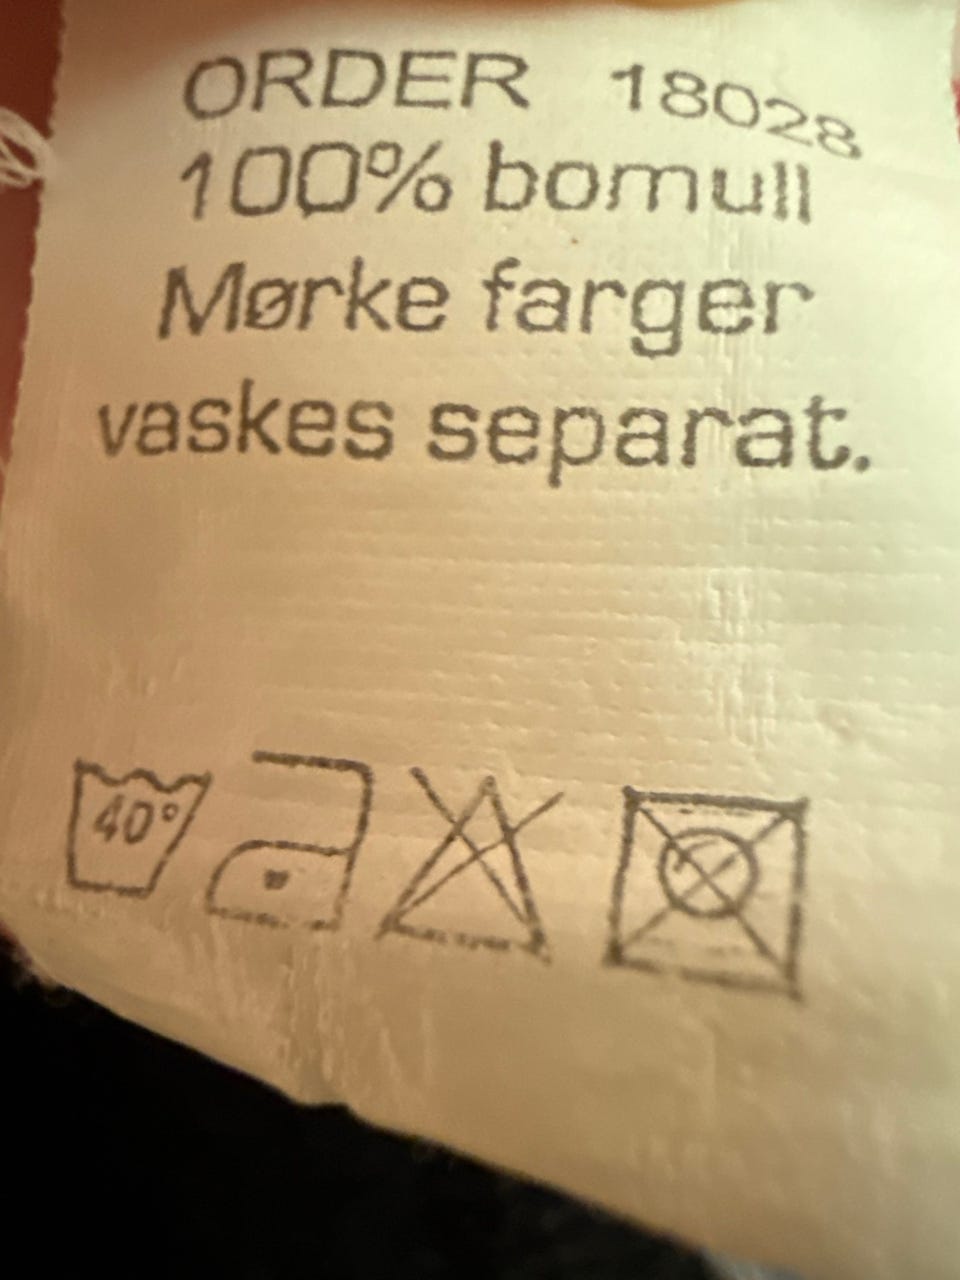 ORDER 18028
100% bomull
Mørke farger
vaskes separat.
40°